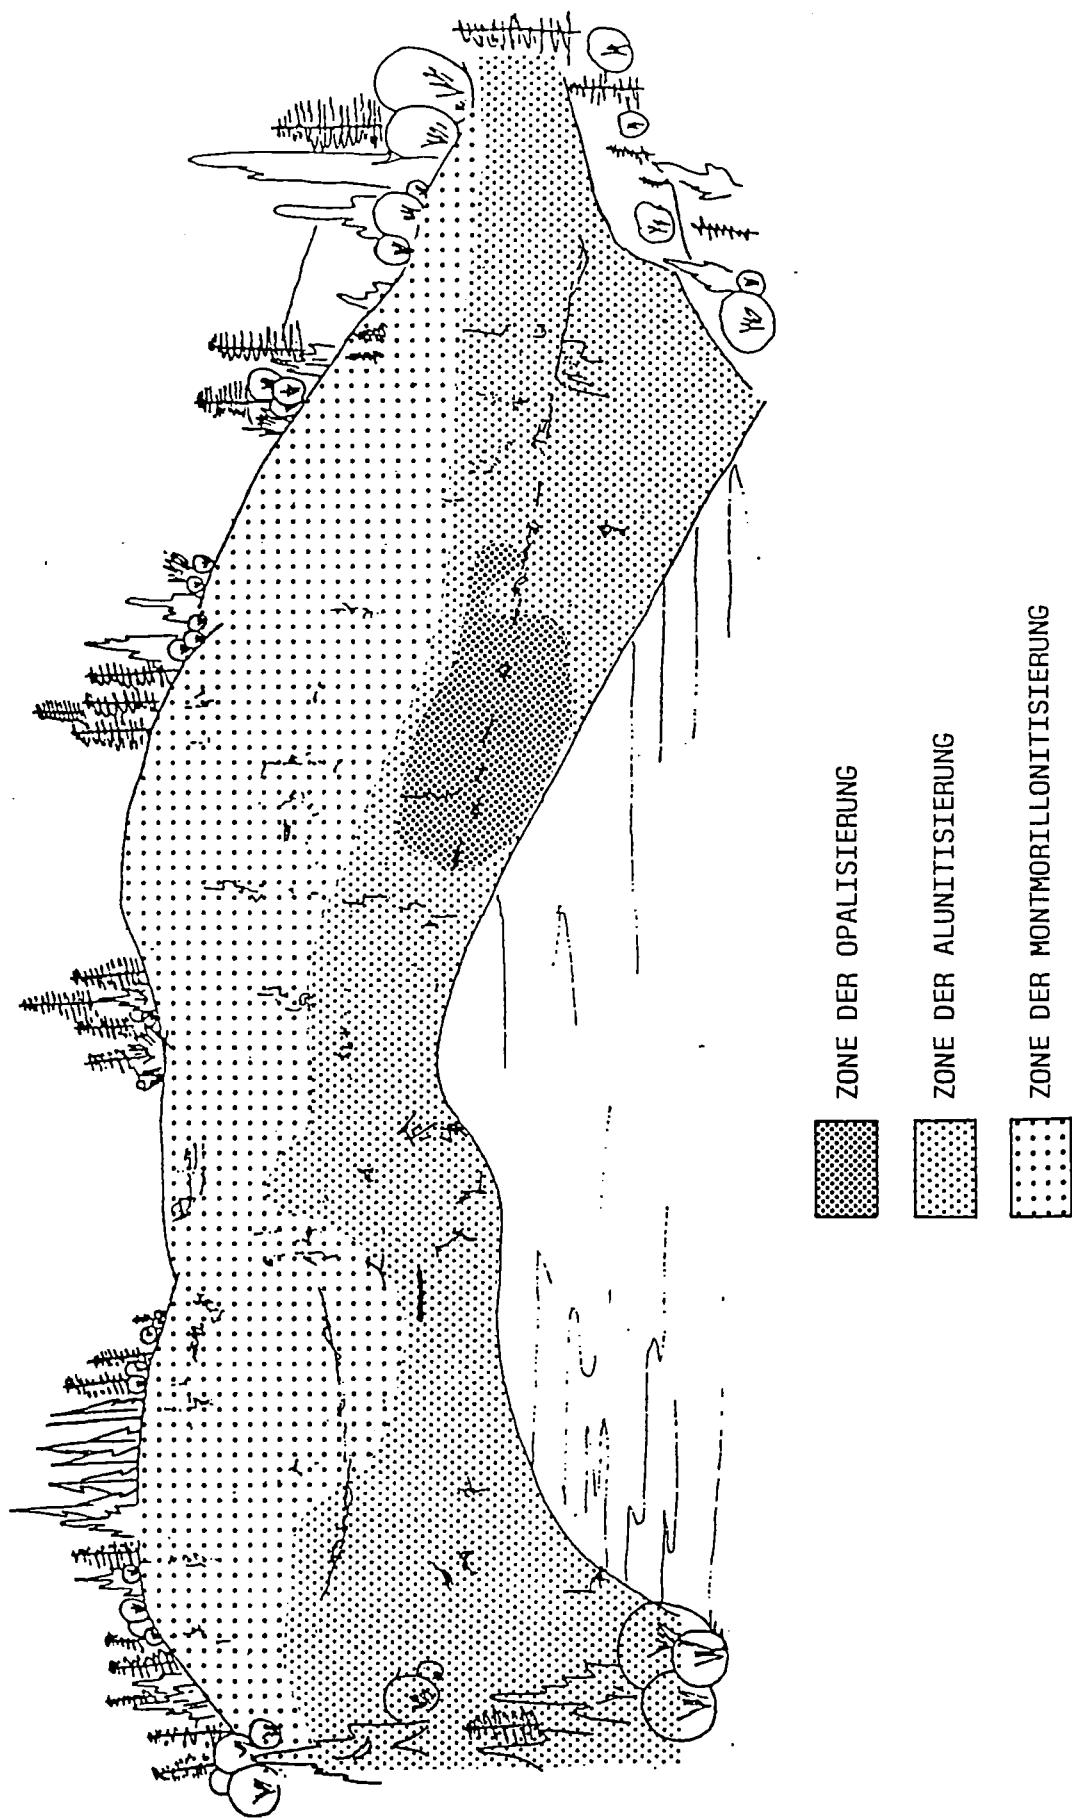 ZONE DER OPALISIERUNG
ZONE DER ALUNITISIERUNG
ZONE DER MONTMORILLONITISIERUNG